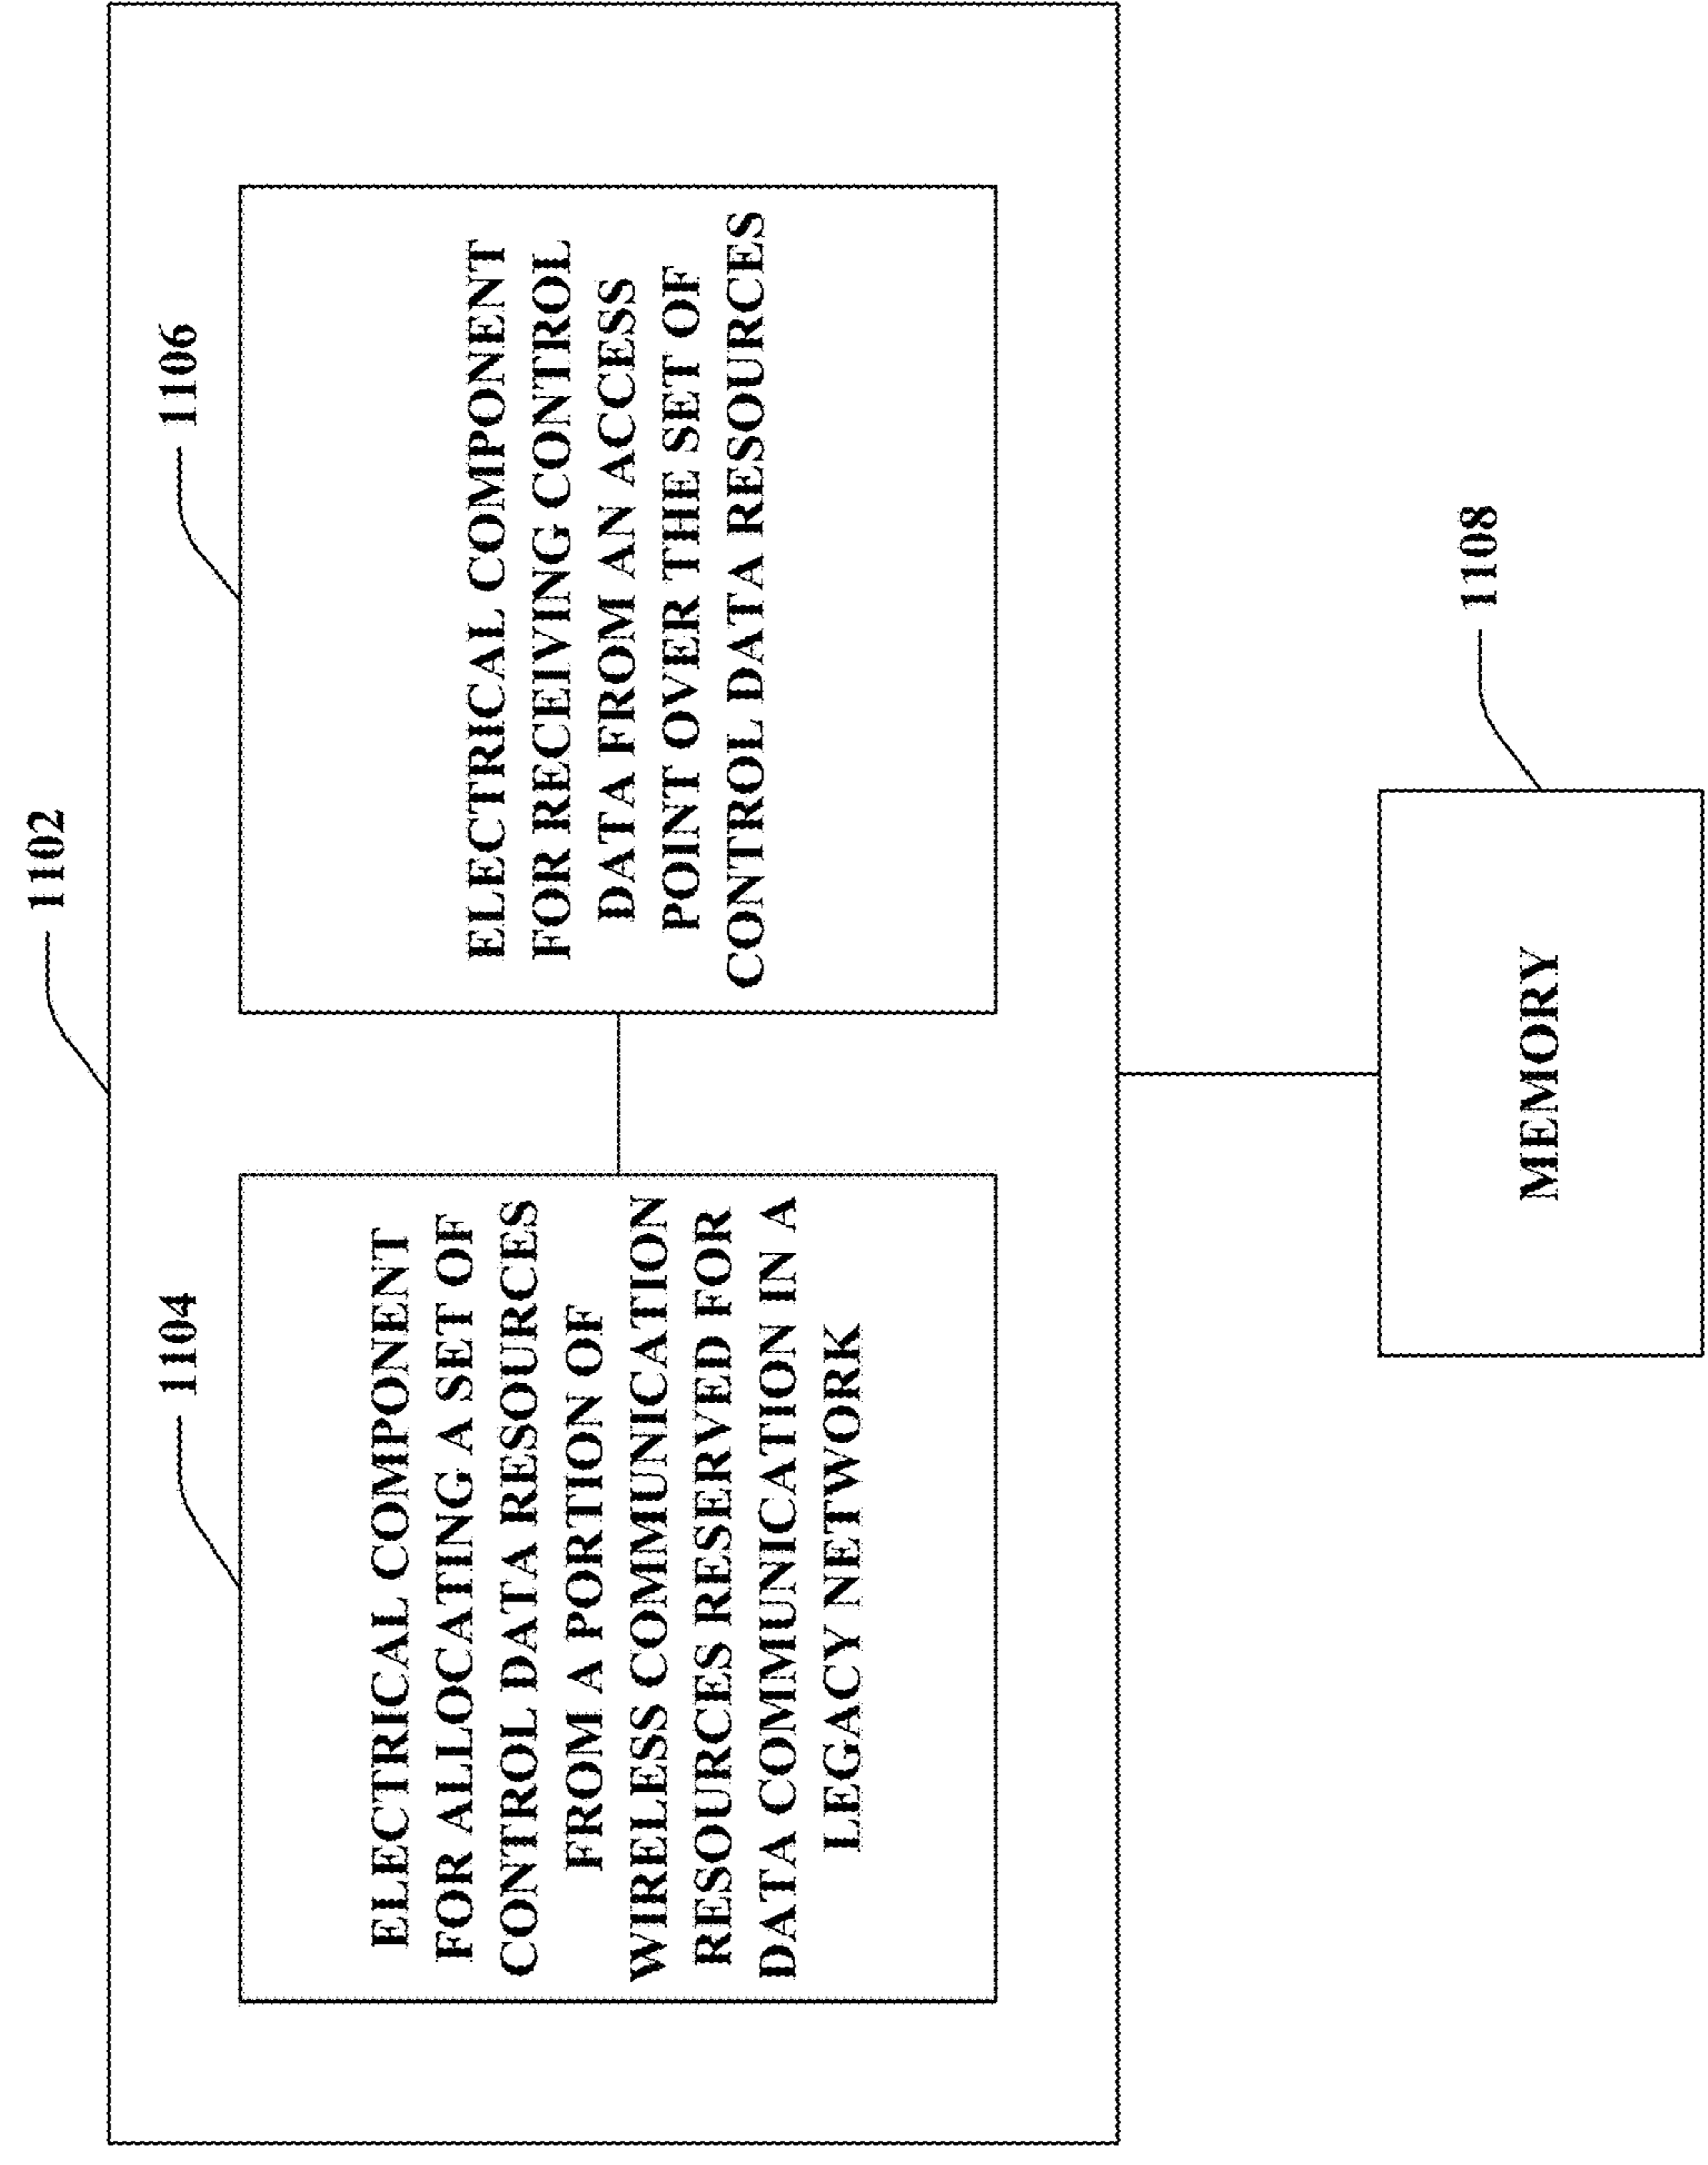 1102
1104
ELECTRICAL COMPONENT
FOR ALLOCATING A SET OF
CONTROL DATA RESOURCES
FROM A PORTION OF
WIRELESS COMMUNICATION
RESOURCES RESERVED FOR
DATA COMMUNICATION IN A
LEGACY NETWORK
1106
ELECTRICAL COMPONENT
FOR RECEIVING CONTROL
DATA FROM AN ACCESS
POINT OVER THE SET OF
CONTROL DATA RESOURCES
1108
MEMORY